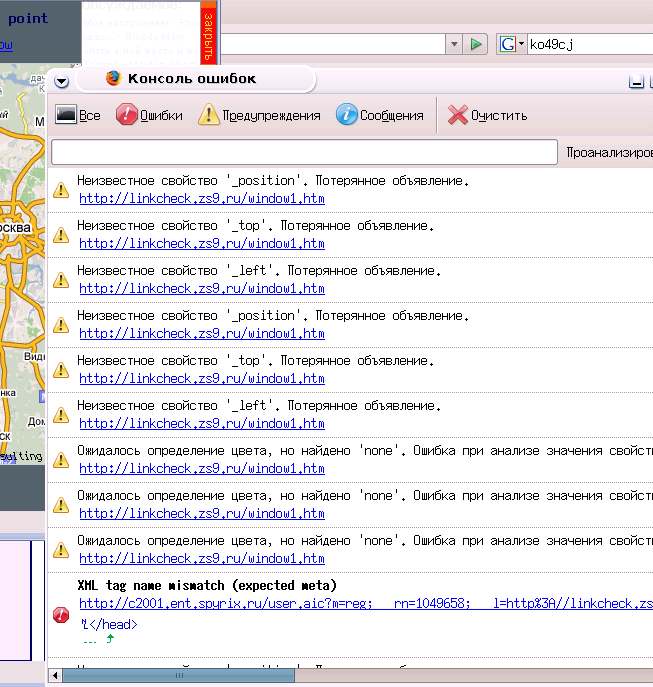 point
ow
закрыть
ko49c,j
Консоль ошибок
Все
Ошибки
Предупреждения
Сообщения
Очистить
Проанализиров
Неизвестное свойство '_position'. Потерянное объявление.
http://linkcheck.zs9.ru/window1.htm
Неизвестное свойство '_top'. Потерянное объявление.
http://linkcheck.zs9.ru/window1.htm
Неизвестное свойство '_left'. Потерянное объявление.
http://linkcheck.zs9.ru/window1.htm
Неизвестное свойство '_position'. Потерянное объявление.
http://linkcheck.zs9.ru/window1.htm
Неизвестное свойство '_top'. Потерянное объявление.
http://linkcheck.zs9.ru/window1.htm
Неизвестное свойство '_left'. Потерянное объявление.
http://linkcheck.zs9.ru/window1.htm
Ожидалось определение цвета, но найдено 'none'. Ошибка при анализе значения свойст
http://linkcheck.zs9.ru/window1.htm
Ожидалось определение цвета, но найдено 'none'. Ошибка при анализе значения свойст
http://linkcheck.zs9.ru/window1.htm
Ожидалось определение цвета, но найдено 'none'. Ошибка при анализе значения свойст
http://linkcheck.zs9.ru/window1.htm
XML tag name mismatch (expected meta)
http://c2001.ent.spyrix.ru/user.aic?m=reg;  rn=1049658;  l=http%3A//linkcheck.zs
</head>
осква
Вид
нка
Дом
ск
sulting